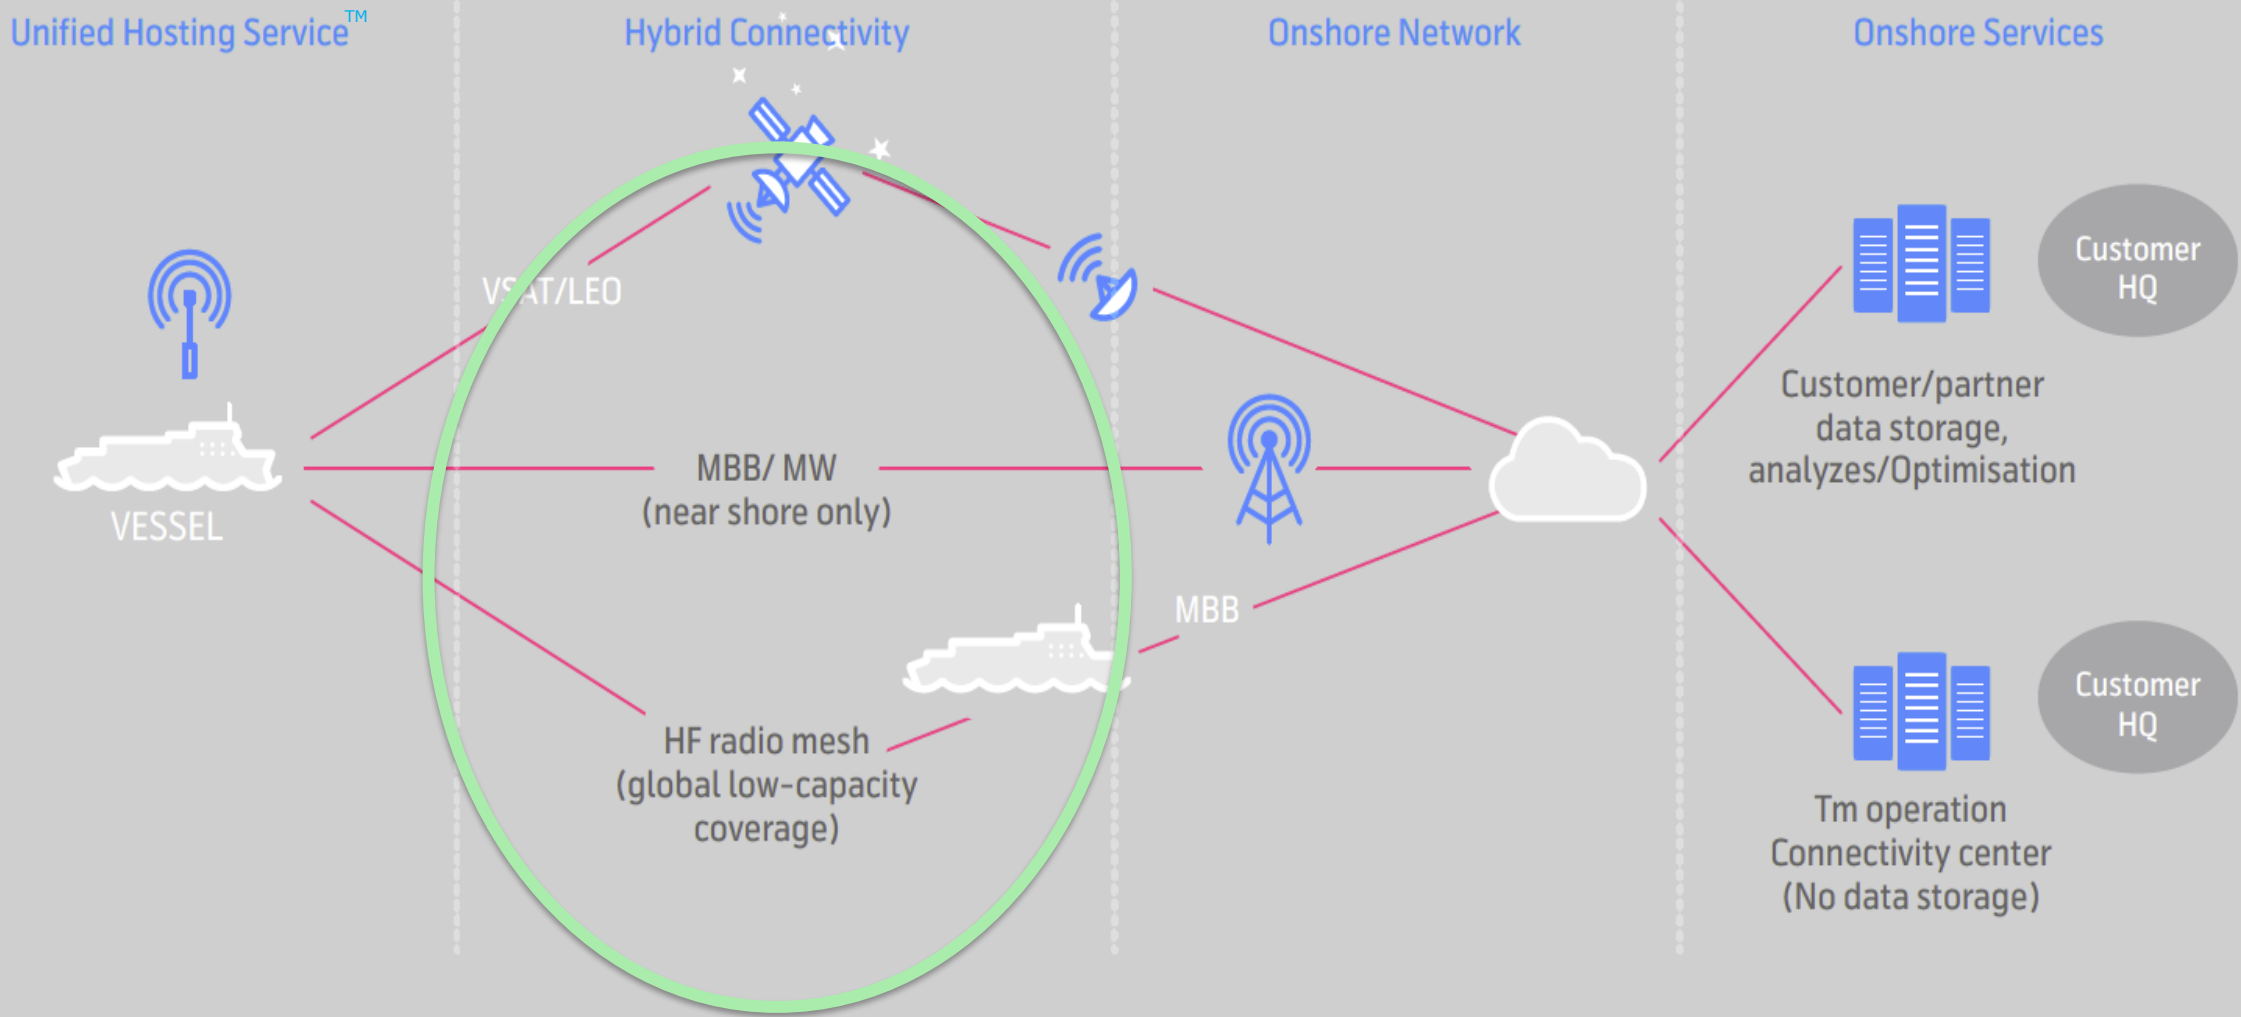 Unified Hosting Service™
Hybrid Connectivity
Onshore Network
Onshore Services
VSAT/LEO
VESSEL
MBB/ MW
(near shore only)
HF radio mesh
(global low-capacity
coverage)
MBB
Customer
HQ
Customer/partner
data storage,
analyzes/Optimisation
Customer
HQ
Tm operation
Connectivity center
(No data storage)